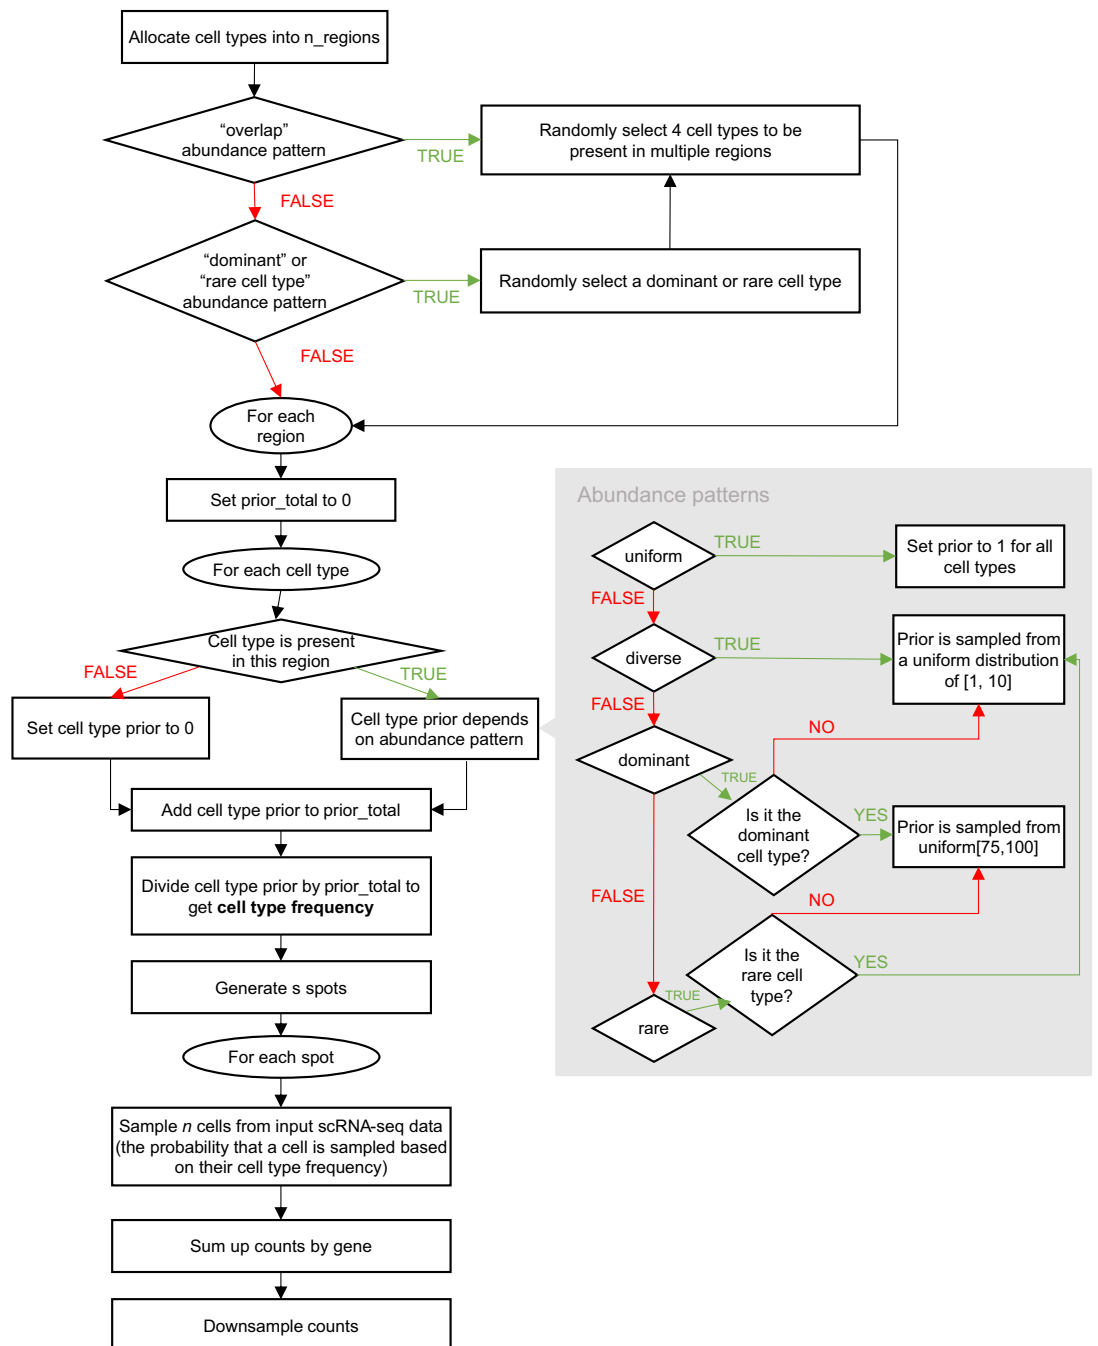 Allocate cell types into n_regions
“overlap”
abundance pattern
TRUE
Randomly select 4 cell types to be
present in multiple regions
FALSE
“dominant” or
“rare cell type”
abundance pattern
TRUE
Randomly select a dominant or rare cell type
FALSE
For each
region
Set prior_total to 0
For each cell type
Cell type is present
in this region
FALSE
TRUE
Set cell type prior to 0
Cell type prior depends
on abundance pattern
Add cell type prior to prior_total
Divide cell type prior by prior_total to
get cell type frequency
Generate s spots
For each spot
Sample n cells from input scRNA-seq data
(the probability that a cell is sampled based
on their cell type frequency)
Sum up counts by gene
Downsample counts
Abundance patterns
uniform
TRUE
Set prior to 1 for all
cell types
FALSE
diverse
TRUE
Prior is sampled from
a uniform distribution
of [1, 10]
FALSE
dominant
TRUE
NO
Is it the
dominant
cell type?
YES
Prior is sampled from
uniform[75,100]
FALSE
NO
Is it the
rare cell
type?
YES
TRUE
rare